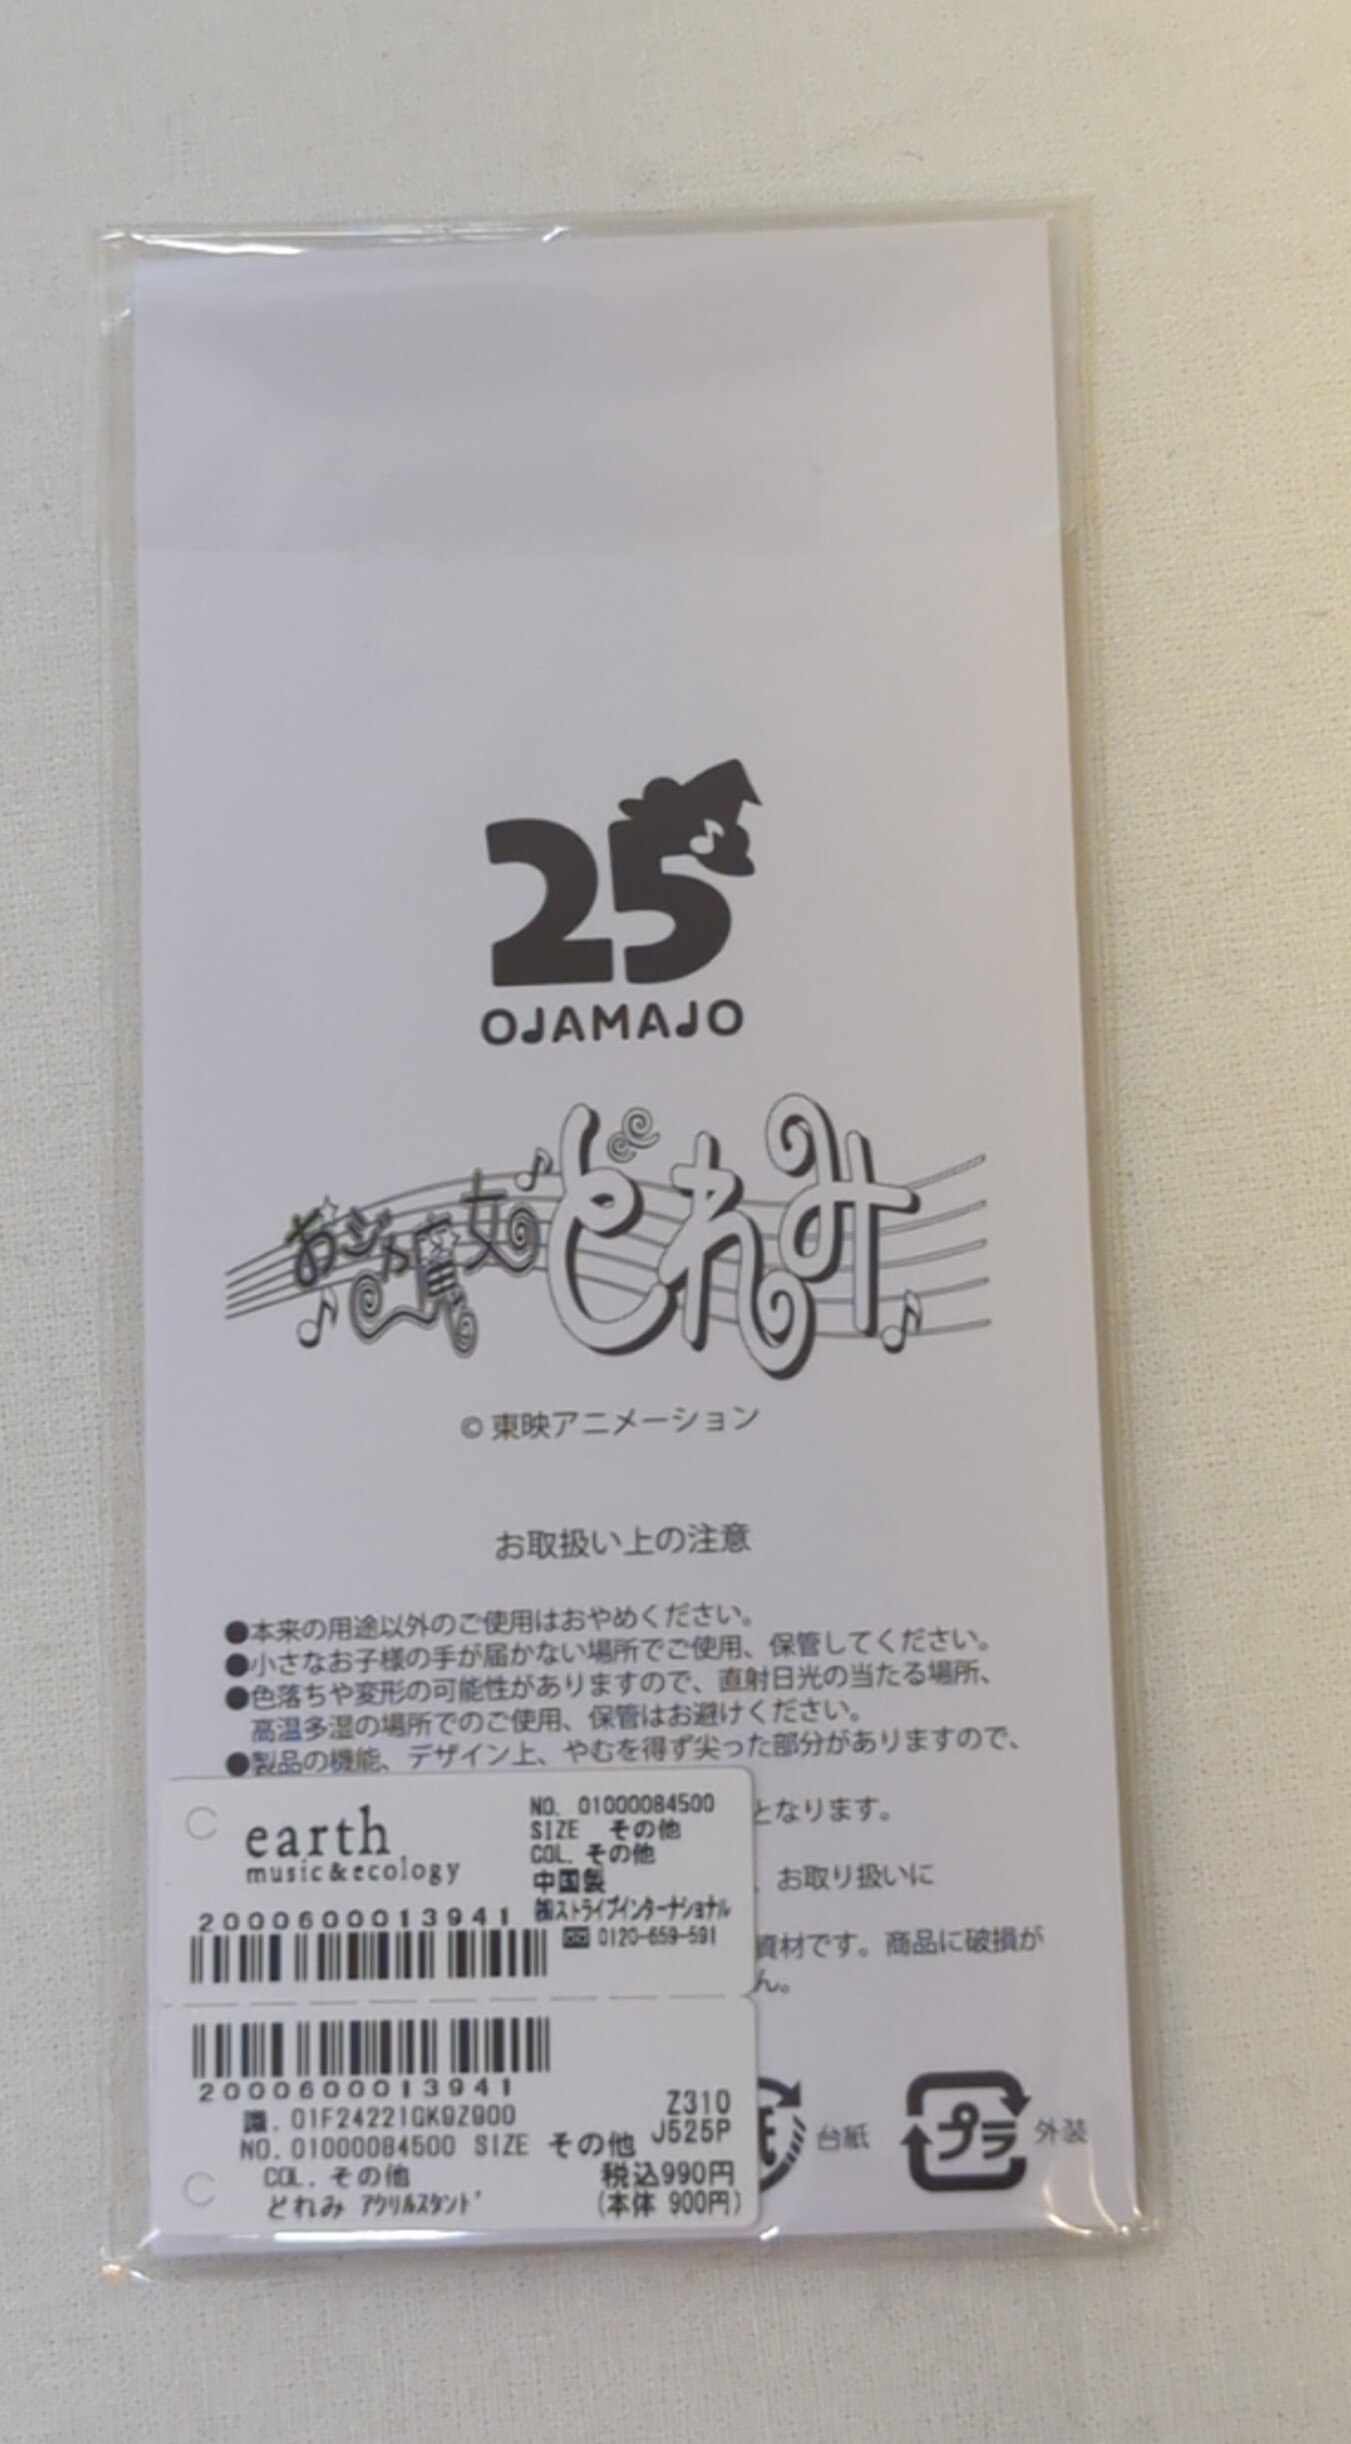 25
OJAMAJO
おジャ魔女どれみ
© 東映アニメーション
お取扱い上の注意
●本来の用途以外のご使用はおやめください。
●小さなお子様の手が届かない場所でご使用、保管してください。
●色落ちや変形の可能性がありますので、直射日光の当たる場所、
高温多湿の場所でのご使用、保管はお避けください。
●製品の機能、デザイン上、やむを得ず尖った部分がありますので、
となります。
、お取り扱いに
資材です。商品に破損が
ん。
earth
music&ecology
NO. 01000084500
SIZE その他
COL. その他
中国製
㈱ストライプインターナショナル
0120-659-591
2000600013941
2000600013941
Z310
J525P
識. 01F24221GK9Z900
NO. 01000084500 SIZE その他
COL. その他
税込990円
どれみ アクリルスタンド
(本体 900円)
台紙
プラ 外装